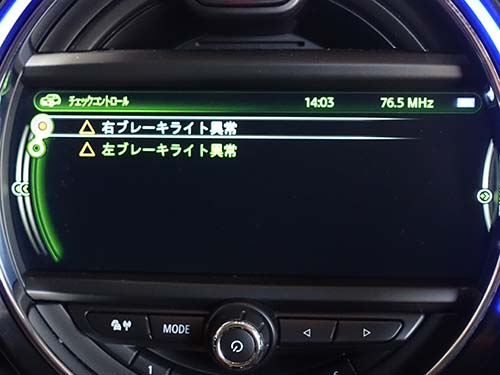 チェックコントロール 14:03 76.5 MHz
右ブレーキライト異常
左ブレーキライト異常
MODE
1